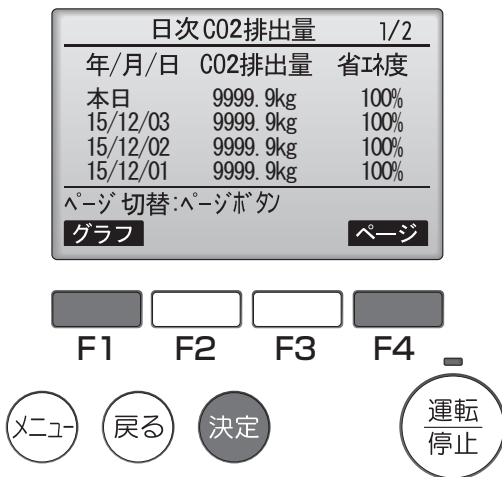 日次CO2排出量 1/2
年/月/日 CO2排出量 省エネ度
本日 9999.9kg 100%
15/12/03 9999.9kg 100%
15/12/02 9999.9kg 100%
15/12/01 9999.9kg 100%
ページ切替:ページボタン
グラフ ページ
F1 F2 F3 F4
メニュー 戻る 決定 運転
停止